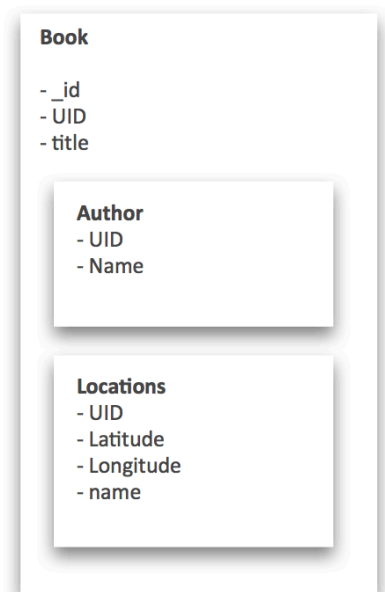 Book
- _id
- UID
- title
Author
- UID
- Name
Locations
- UID
- Latitude
- Longitude
- name